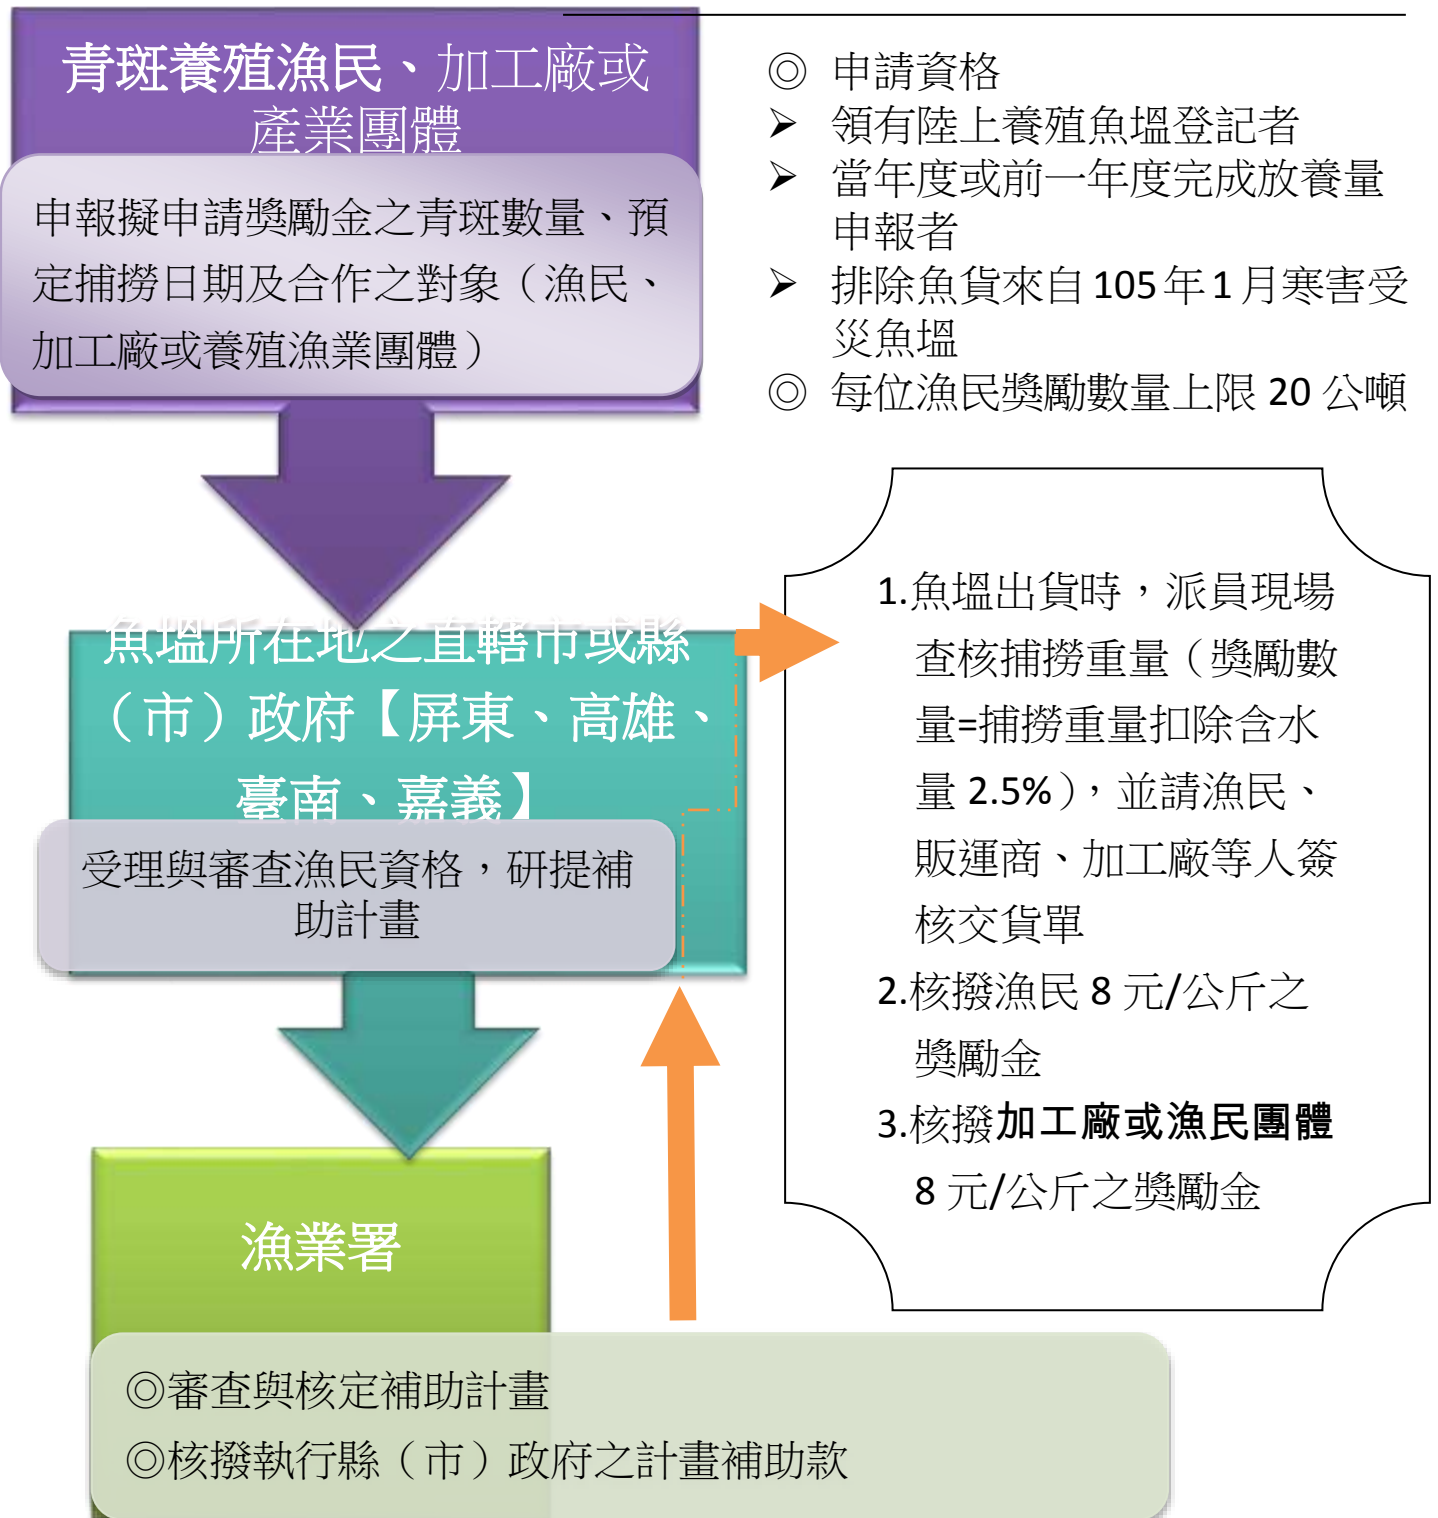 青斑養殖漁民、加工廠或
產業團體
申報擬申請獎勵金之青斑數量、預
定捕撈日期及合作之對象（漁民、
加工廠或養殖漁業團體）
◎ 申請資格
➢ 領有陸上養殖魚塭登記者
➢ 當年度或前一年度完成放養量
申報者
➢ 排除魚貨來自 105 年 1 月寒害受
災魚塭
◎ 每位漁民獎勵數量上限 20 公噸
魚塭所在地之直轄市或縣
（市）政府【屏東、高雄、
臺南、嘉義】
受理與審查漁民資格，研提補
助計畫
1.魚塭出貨時，派員現場
查核捕撈重量（獎勵數
量=捕撈重量扣除含水
量 2.5%），並請漁民、
販運商、加工廠等人簽
核交貨單
2.核撥漁民 8 元/公斤之
獎勵金
3.核撥加工廠或漁民團體
8 元/公斤之獎勵金
漁業署
◎審查與核定補助計畫
◎核撥執行縣（市）政府之計畫補助款